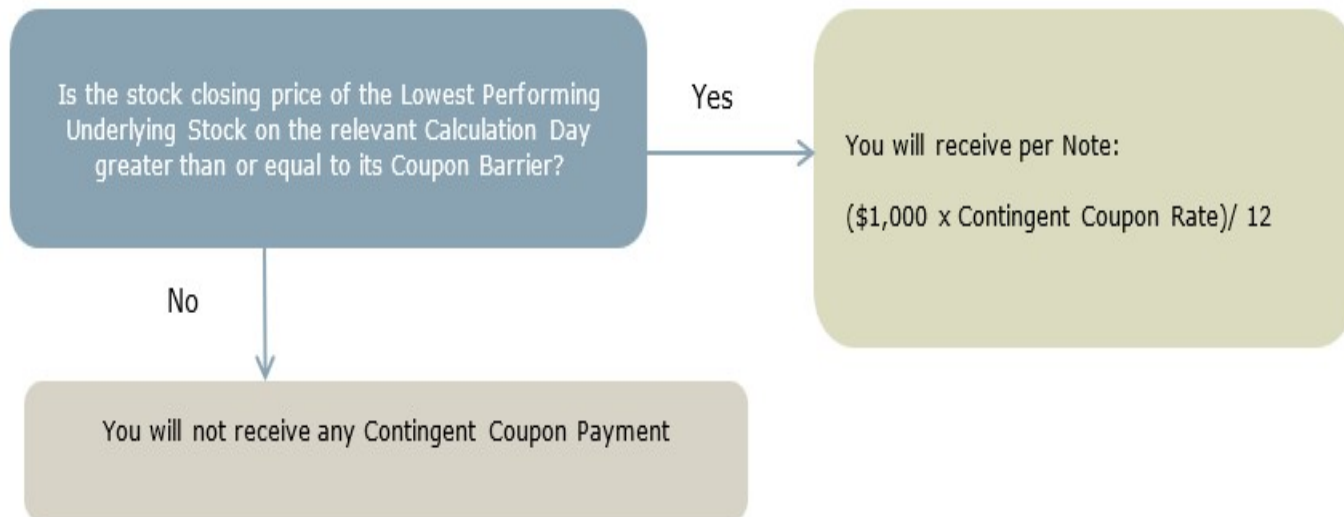 Is the stock closing price of the Lowest Performing
Underlying Stock on the relevant Calculation Day
greater than or equal to its Coupon Barrier?
Yes
You will receive per Note:
($1,000 x Contingent Coupon Rate)/ 12
No
You will not receive any Contingent Coupon Payment